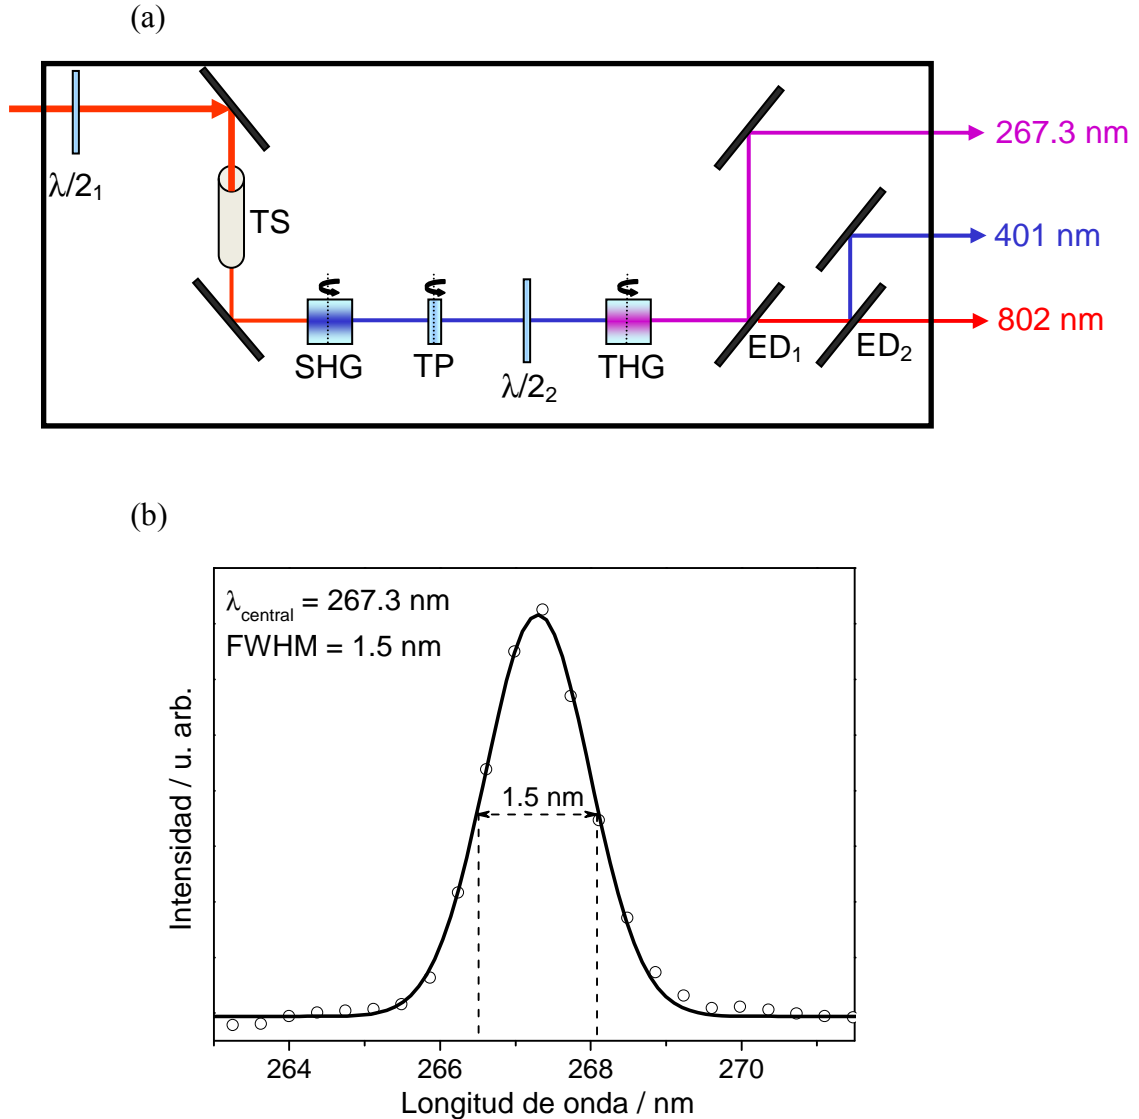 (a)
λ/2₁
TS
SHG
TP
λ/2₂
THG
ED₁
ED₂
267.3 nm
401 nm
802 nm
(b)
λcentral = 267.3 nm
FWHM = 1.5 nm
1.5 nm
Intensidad / u. arb.
264 266 268 270
Longitud de onda / nm